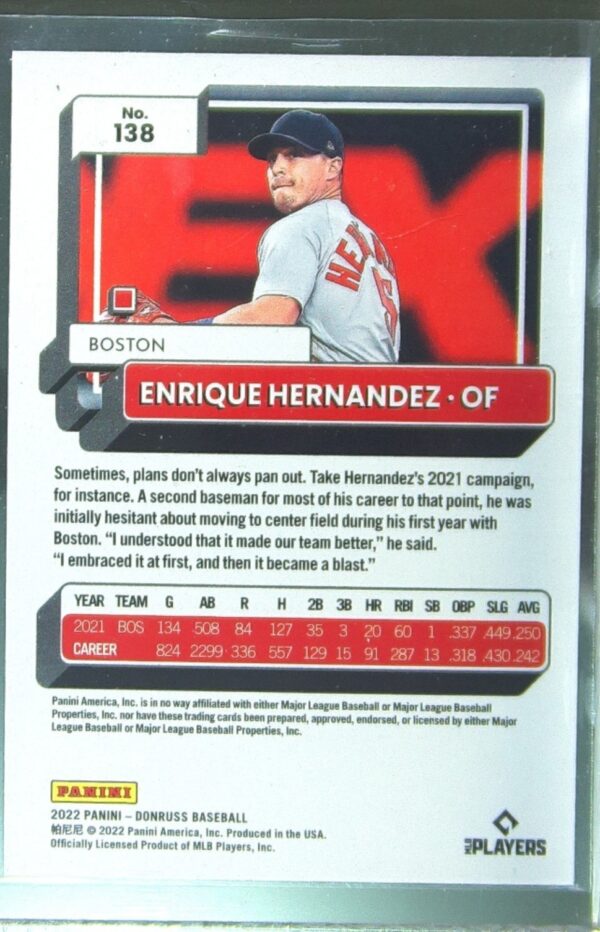 No.
138
EK
HERNA
5
BOSTON
ENRIQUE HERNANDEZ • OF
Sometimes, plans don't always pan out. Take Hernandez's 2021 campaign,
for instance. A second baseman for most of his career to that point, he was
initially hesitant about moving to center field during his first year with
Boston. “I understood that it made our team better,” he said.
“I embraced it at first, and then it became a blast.”
YEAR TEAM G AB R H 2B 3B HR RBI SB OBP SLG AVG
2021 BOS 134 508 84 127 35 3 20 60 1 .337 .449 .250
CAREER 824 2299 336 557 129 15 91 287 13 .318 .430 .242
Panini America, Inc. is in no way affiliated with either Major League Baseball or Major League Baseball
Properties, Inc. nor have these trading cards been prepared, approved, endorsed, or licensed by either Major
League Baseball or Major League Baseball Properties, Inc.
PANINI
2022 PANINI – DONRUSS BASEBALL
帕尼尼 © 2022 Panini America, Inc. Produced in the USA.
Officially Licensed Product of MLB Players, Inc.
MLB PLAYERS